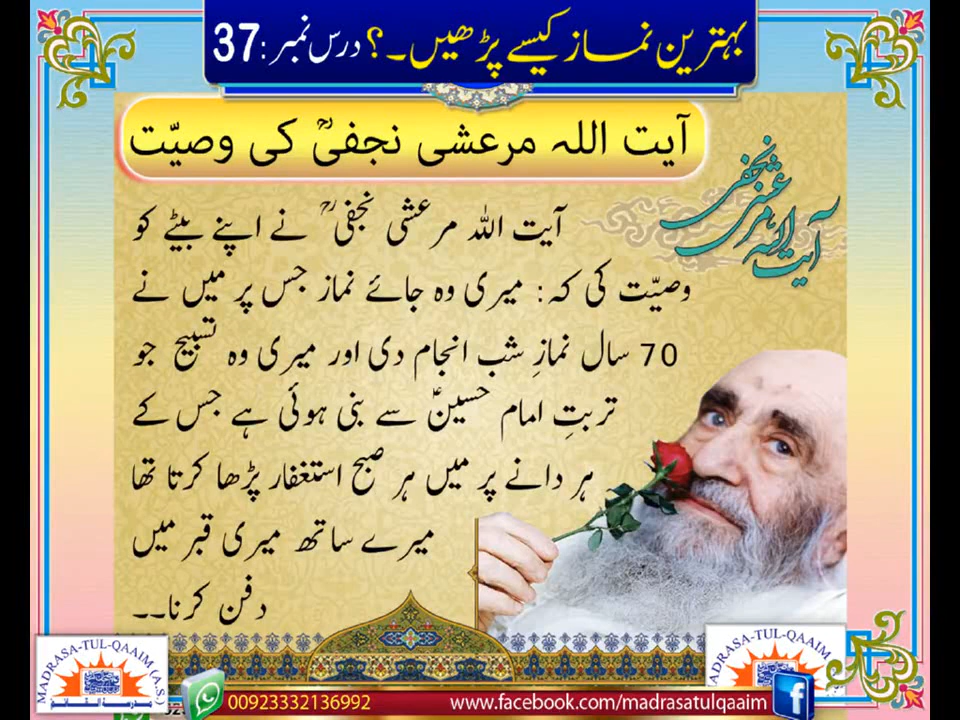 بہترین نماز کیسے پڑھیں۔؟ درس نمبر:37
آیت اللہ مرعشی نجفیؒ کی وصیّت
آیت اللہ مرعشی نجفی
آیت اللہ مرعشی نجفیؒ نے اپنے بیٹے کو
وصیّت کی کہ: میری وہ جائے نماز جس پر میں نے
70 سال نمازِ شب انجام دی اور میری وہ تسبیح جو
تربتِ امام حسینؑ سے بنی ہوئی ہے جس کے
ہر دانے پر میں ہر صبح استغفار پڑھا کرتا تھا
میرے ساتھ میری قبر میں
دفن کرنا۔۔
MADRASA-TUL-QAAIM (A.S.)
مدرسۃ القائم
ADRASA-TUL-QAAIM
00923332136992
www.facebook.com/madrasatulqaaim